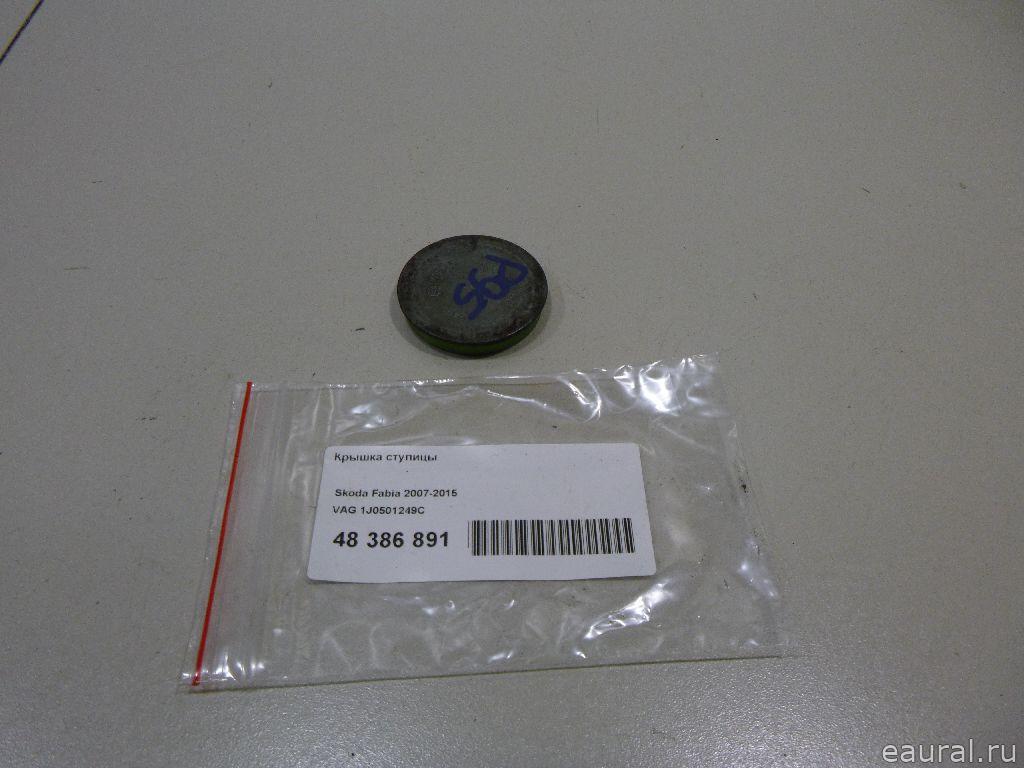 Крышка ступицы
Skoda Fabia 2007-2015
VAG 1J0501249C
48 386 891
eaural.ru